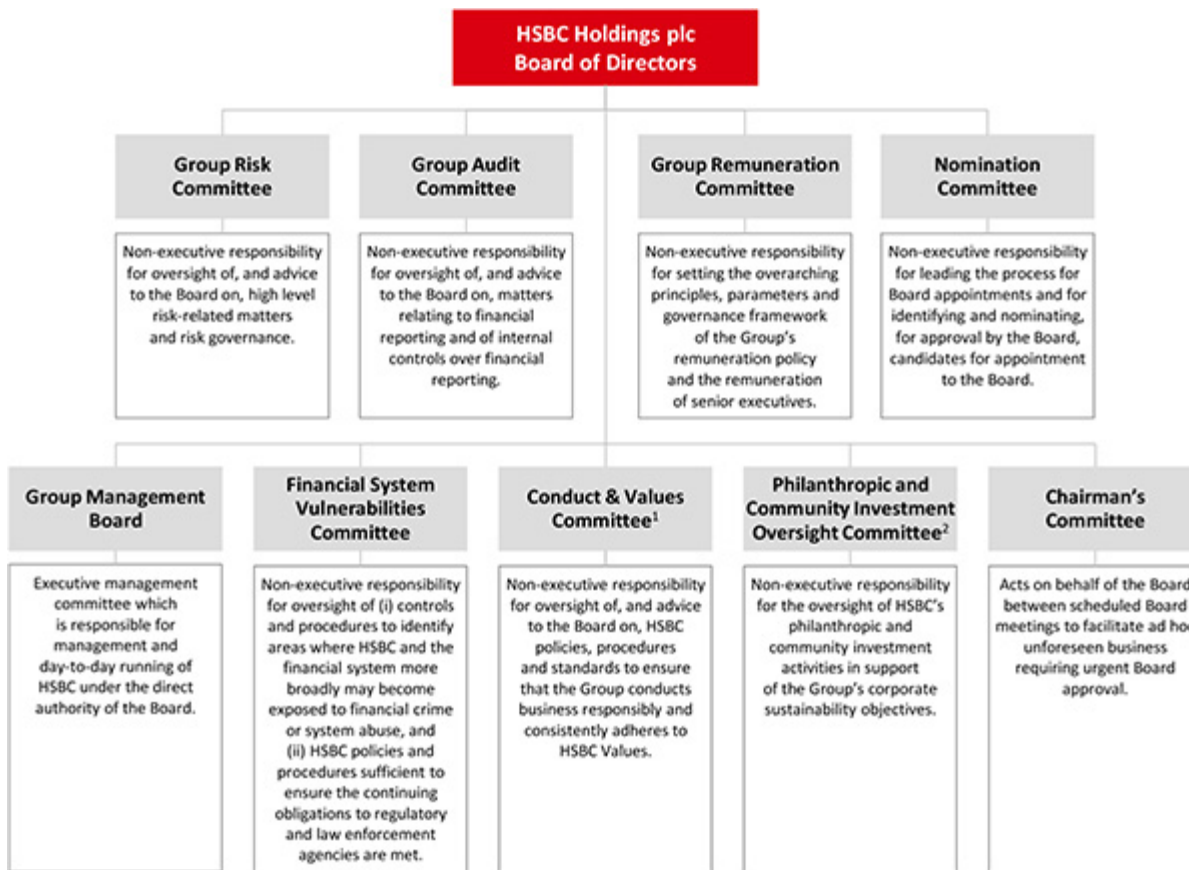 HSBC Holdings plc
Board of Directors
Group Risk
Committee
Non-executive responsibility
for oversight of, and advice
to the Board on, high level
risk-related matters
and risk governance.
Group Audit
Committee
Non-executive responsibility
for oversight of, and advice
to the Board on, matters
relating to financial
reporting and of internal
controls over financial
reporting.
Group Remuneration
Committee
Non-executive responsibility
for setting the overarching
principles, parameters and
governance framework
of the Group's
remuneration policy
and the remuneration
of senior executives.
Nomination
Committee
Non-executive responsibility
for leading the process for
Board appointments and for
identifying and nominating,
for approval by the Board,
candidates for appointment
to the Board.
Group Management
Board
Executive management
committee which
is responsible for
management and
day-to-day running of
HSBC under the direct
authority of the Board.
Financial System
Vulnerabilities
Committee
Non-executive responsibility
for oversight of (i) controls
and procedures to identify
areas where HSBC and the
financial system more
broadly may become
exposed to financial crime
or system abuse, and
(ii) HSBC policies and
procedures sufficient to
ensure the continuing
obligations to regulatory
and law enforcement
agencies are met.
Conduct & Values
Committee¹
Non-executive responsibility
for oversight of, and advice
to the Board on, HSBC
policies, procedures
and standards to ensure
that the Group conducts
business responsibly and
consistently adheres to
HSBC Values.
Philanthropic and
Community Investment
Oversight Committee²
Non-executive responsibility
for the oversight of HSBC's
philanthropic and
community investment
activities in support
of the Group's corporate
sustainability objectives.
Chairman's
Committee
Acts on behalf of the Board
between scheduled Board
meetings to facilitate ad hoc
unforeseen business
requiring urgent Board
approval.